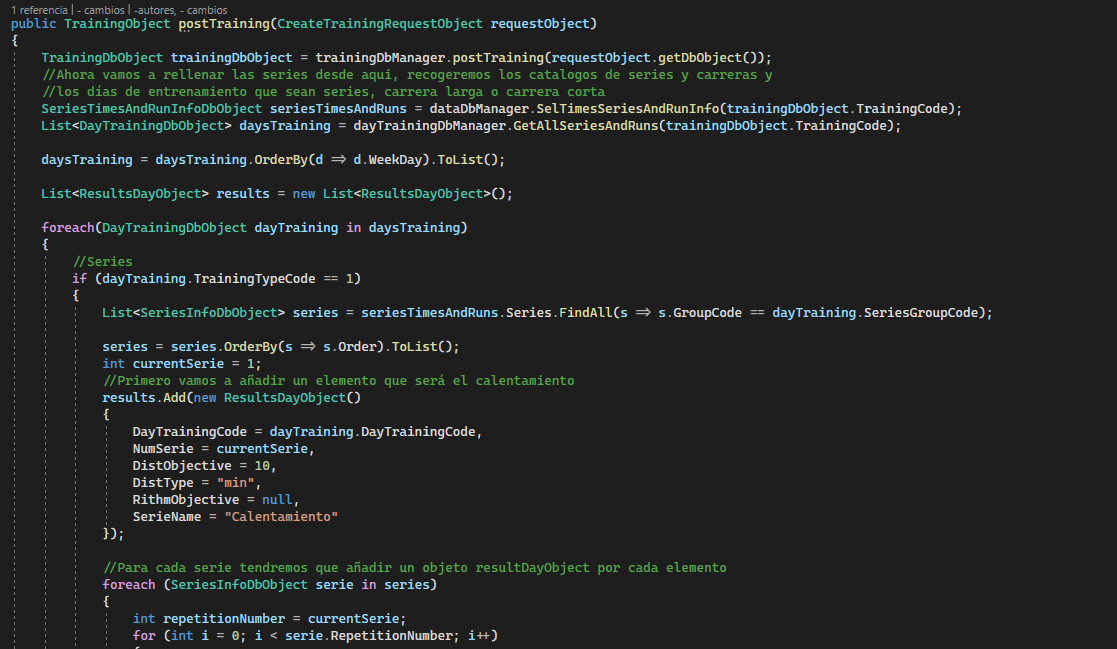 1 referencia | - cambios | -autores, - cambios
public TrainingObject postTraining(CreateTrainingRequestObject requestObject)
{
TrainingDbObject trainingDbObject = trainingDbManager.postTraining(requestObject.getDbObject());
//Ahora vamos a rellenar las series desde aqui, recogeremos los catalogos de series y carreras y
//los días de entrenamiento que sean series, carrera larga o carrera corta
SeriesTimesAndRunInfoDbObject seriesTimesAndRuns = dataDbManager.SelTimesSeriesAndRunInfo(trainingDbObject.TrainingCode);
List<DayTrainingDbObject> daysTraining = dayTrainingDbManager.GetAllSeriesAndRuns(trainingDbObject.TrainingCode);
daysTraining = daysTraining.OrderBy(d => d.WeekDay).ToList();
List<ResultsDayObject> results = new List<ResultsDayObject>();
foreach(DayTrainingDbObject dayTraining in daysTraining)
{
//Series
if (dayTraining.TrainingTypeCode == 1)
{
List<SeriesInfoDbObject> series = seriesTimesAndRuns.Series.FindAll(s => s.GroupCode == dayTraining.SeriesGroupCode);
series = series.OrderBy(s => s.Order).ToList();
int currentSerie = 1;
//Primero vamos a añadir un elemento que será el calentamiento
results.Add(new ResultsDayObject()
{
DayTrainingCode = dayTraining.DayTrainingCode,
NumSerie = currentSerie,
DistObjective = 10,
DistType = "min",
RithmObjective = null,
SerieName = "Calentamiento"
});
//Para cada serie tendremos que añadir un objeto resultDayObject por cada elemento
foreach (SeriesInfoDbObject serie in series)
{
int repetitionNumber = currentSerie;
for (int i = 0; i < serie.RepetitionNumber; i++)